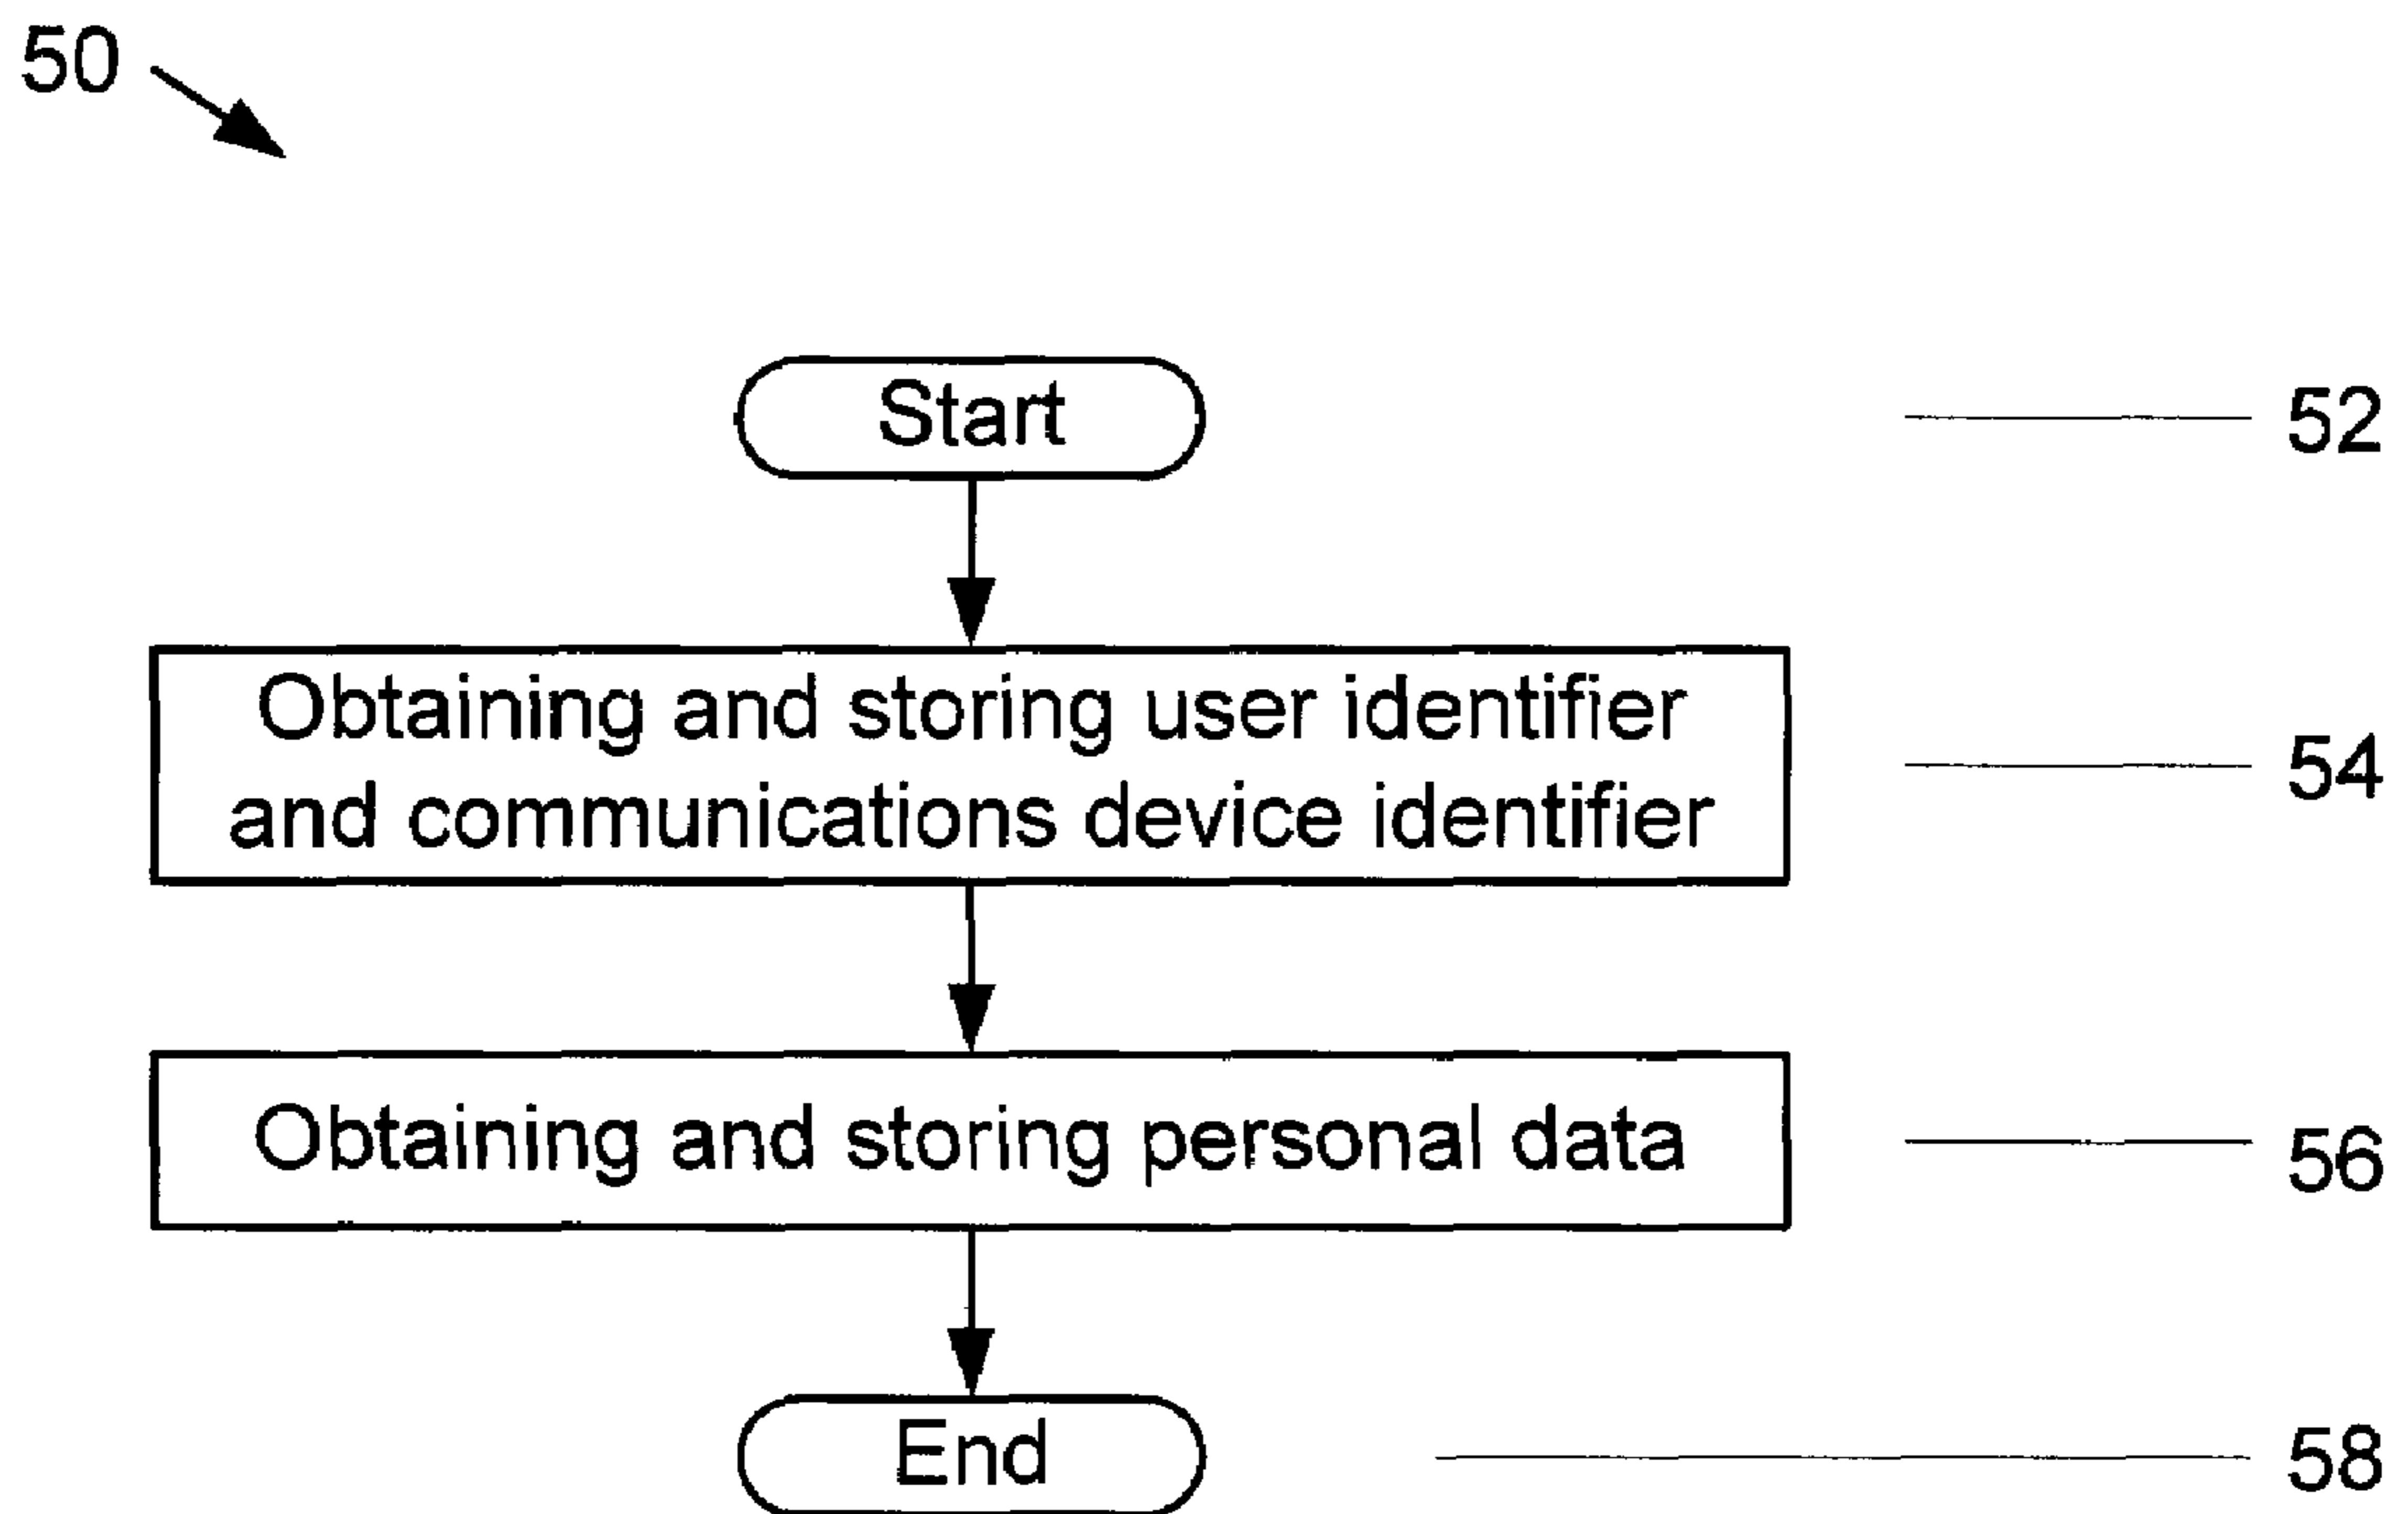 50
Start
52
Obtaining and storing user identifier
and communications device identifier
54
Obtaining and storing personal data
56
End
58